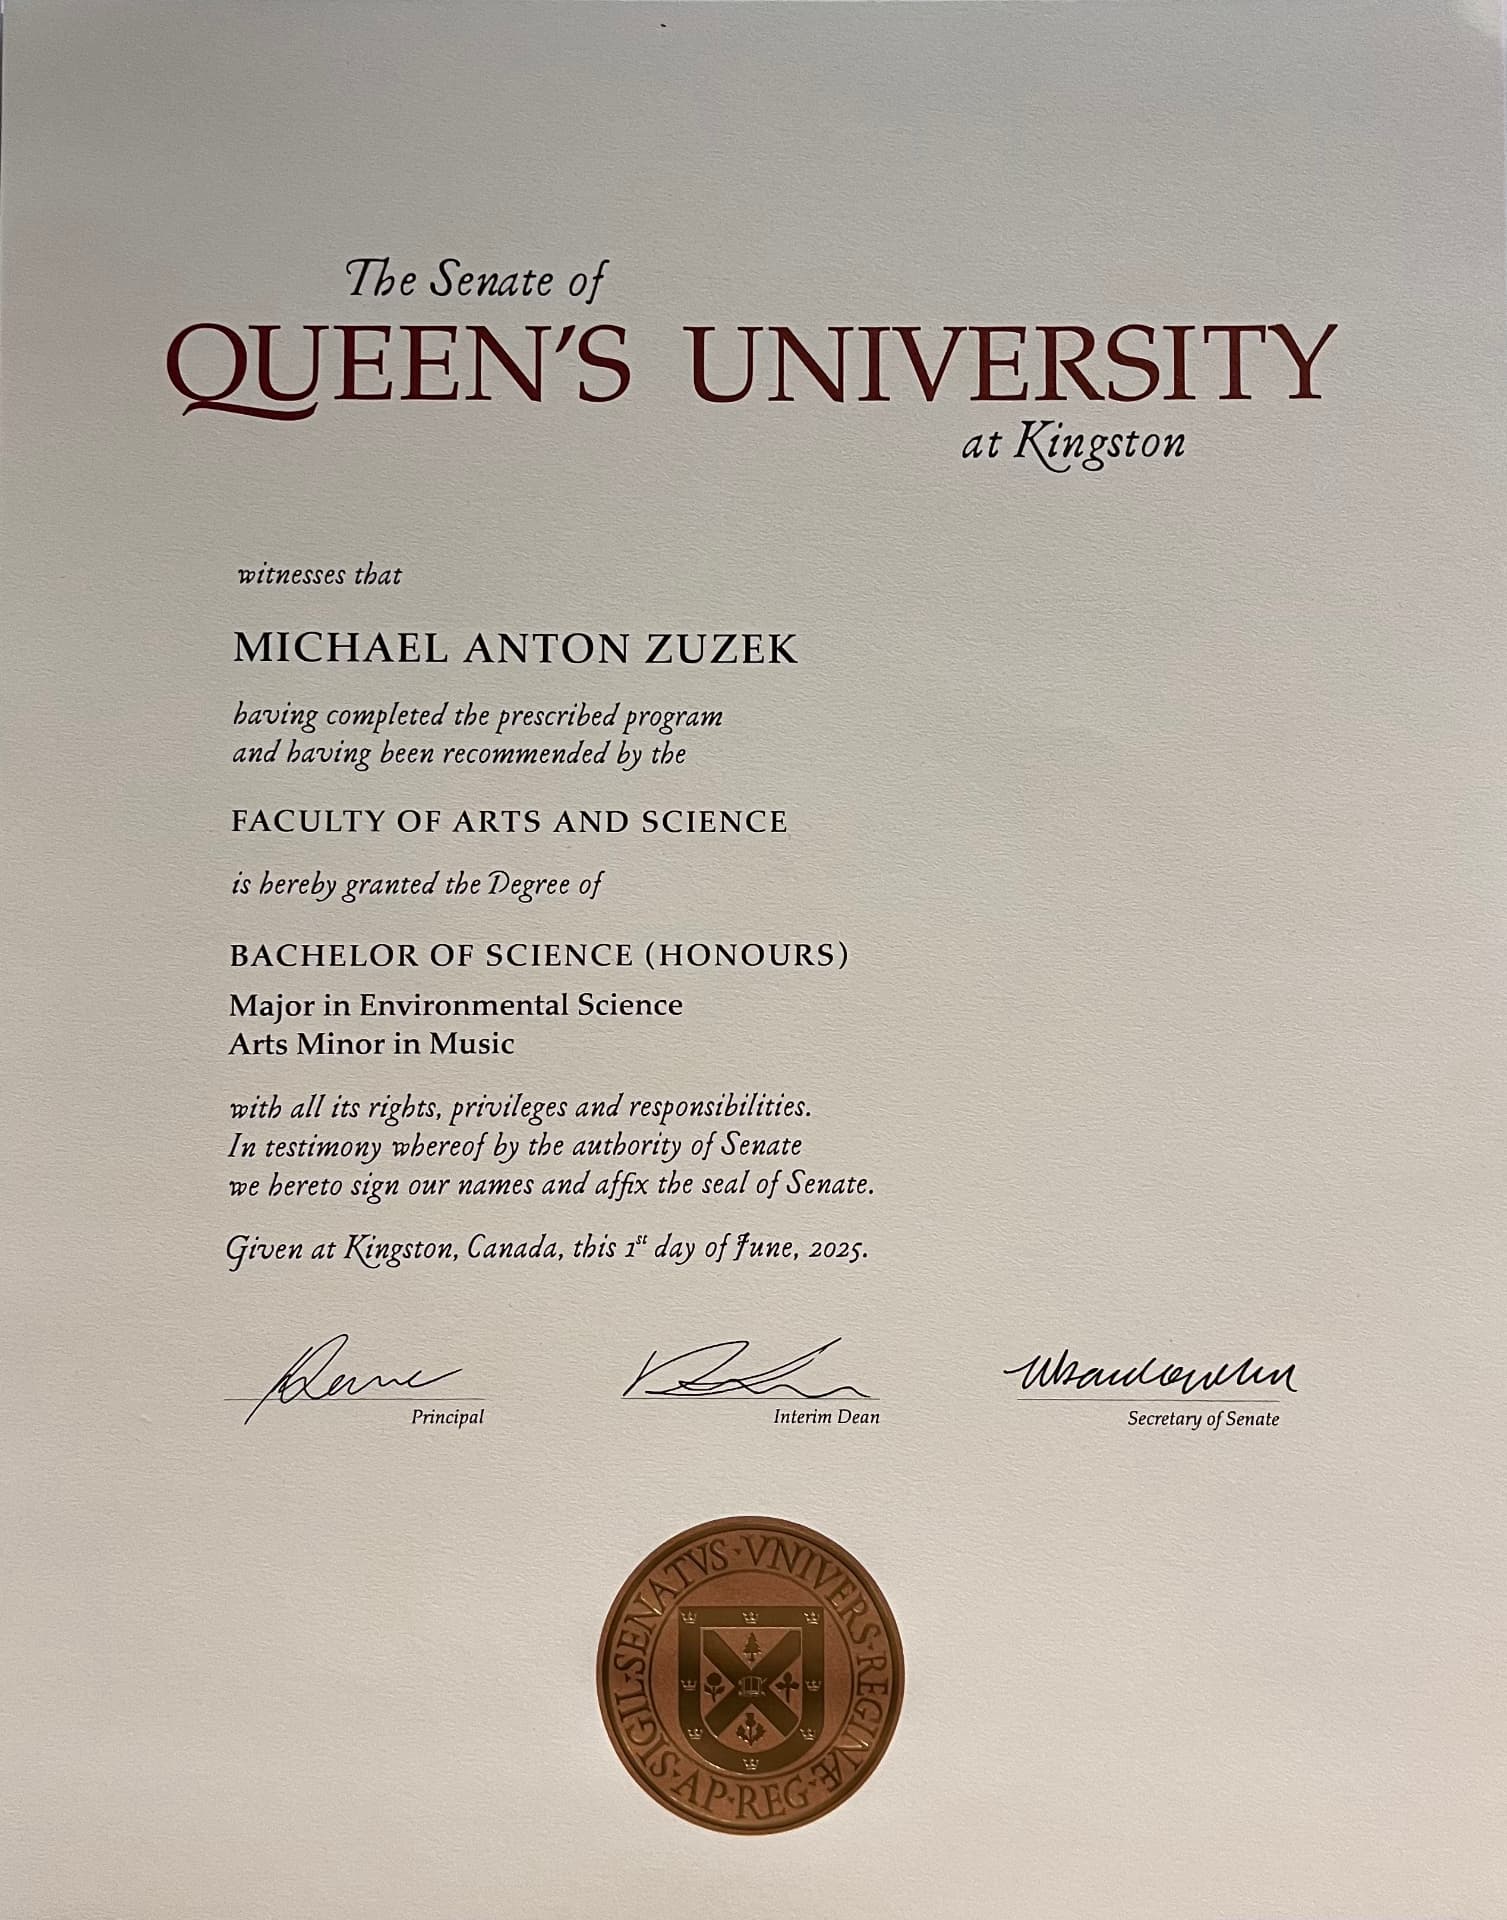 The Senate of
QUEEN'S UNIVERSITY
at Kingston
witnesses that
MICHAEL ANTON ZUZEK
having completed the prescribed program
and having been recommended by the
FACULTY OF ARTS AND SCIENCE
is hereby granted the Degree of
BACHELOR OF SCIENCE (HONOURS)
Major in Environmental Science
Arts Minor in Music
with all its rights, privileges and responsibilities.
In testimony whereof by the authority of Senate
we hereto sign our names and affix the seal of Senate.
Given at Kingston, Canada, this 1st day of June, 2025.
Principal
Interim Dean
Secretary of Senate
SIGIL·SENATVS·VNIVERS·REGINÆ·AP·REG·